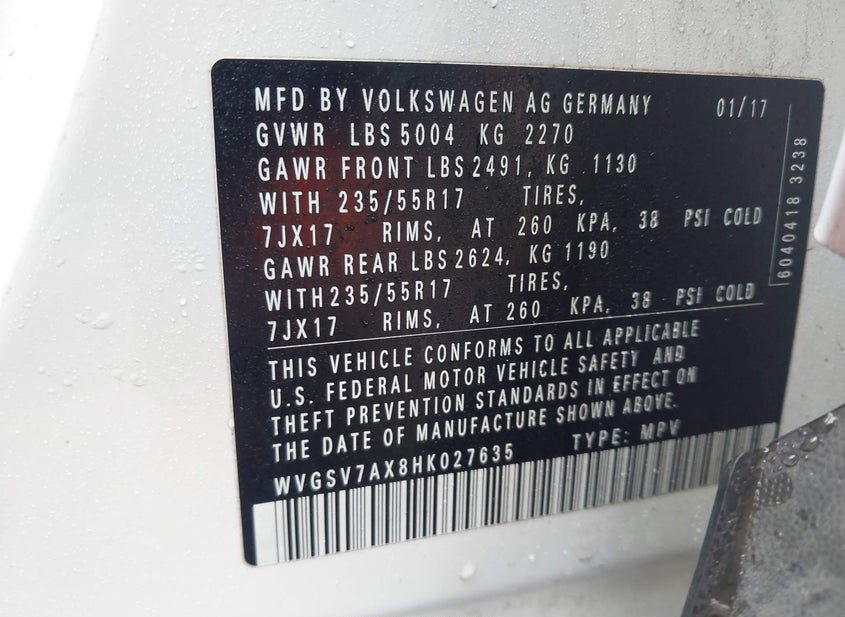 MFD BY VOLKSWAGEN AG GERMANY 01/17
GVWR LBS 5004 KG 2270
GAWR FRONT LBS 2491, KG 1130
WITH 235/55R17 TIRES,
7JX17 RIMS, AT 260 KPA, 38 PSI COLD
GAWR REAR LBS 2624, KG 1190
WITH 235/55R17 TIRES,
7JX17 RIMS, AT 260 KPA, 38 PSI COLD
THIS VEHICLE CONFORMS TO ALL APPLICABLE
U.S. FEDERAL MOTOR VEHICLE SAFETY AND
THEFT PREVENTION STANDARDS IN EFFECT ON
THE DATE OF MANUFACTURE SHOWN ABOVE.
WVGSV7AX8HK027635 TYPE: MPV
6040418 3238